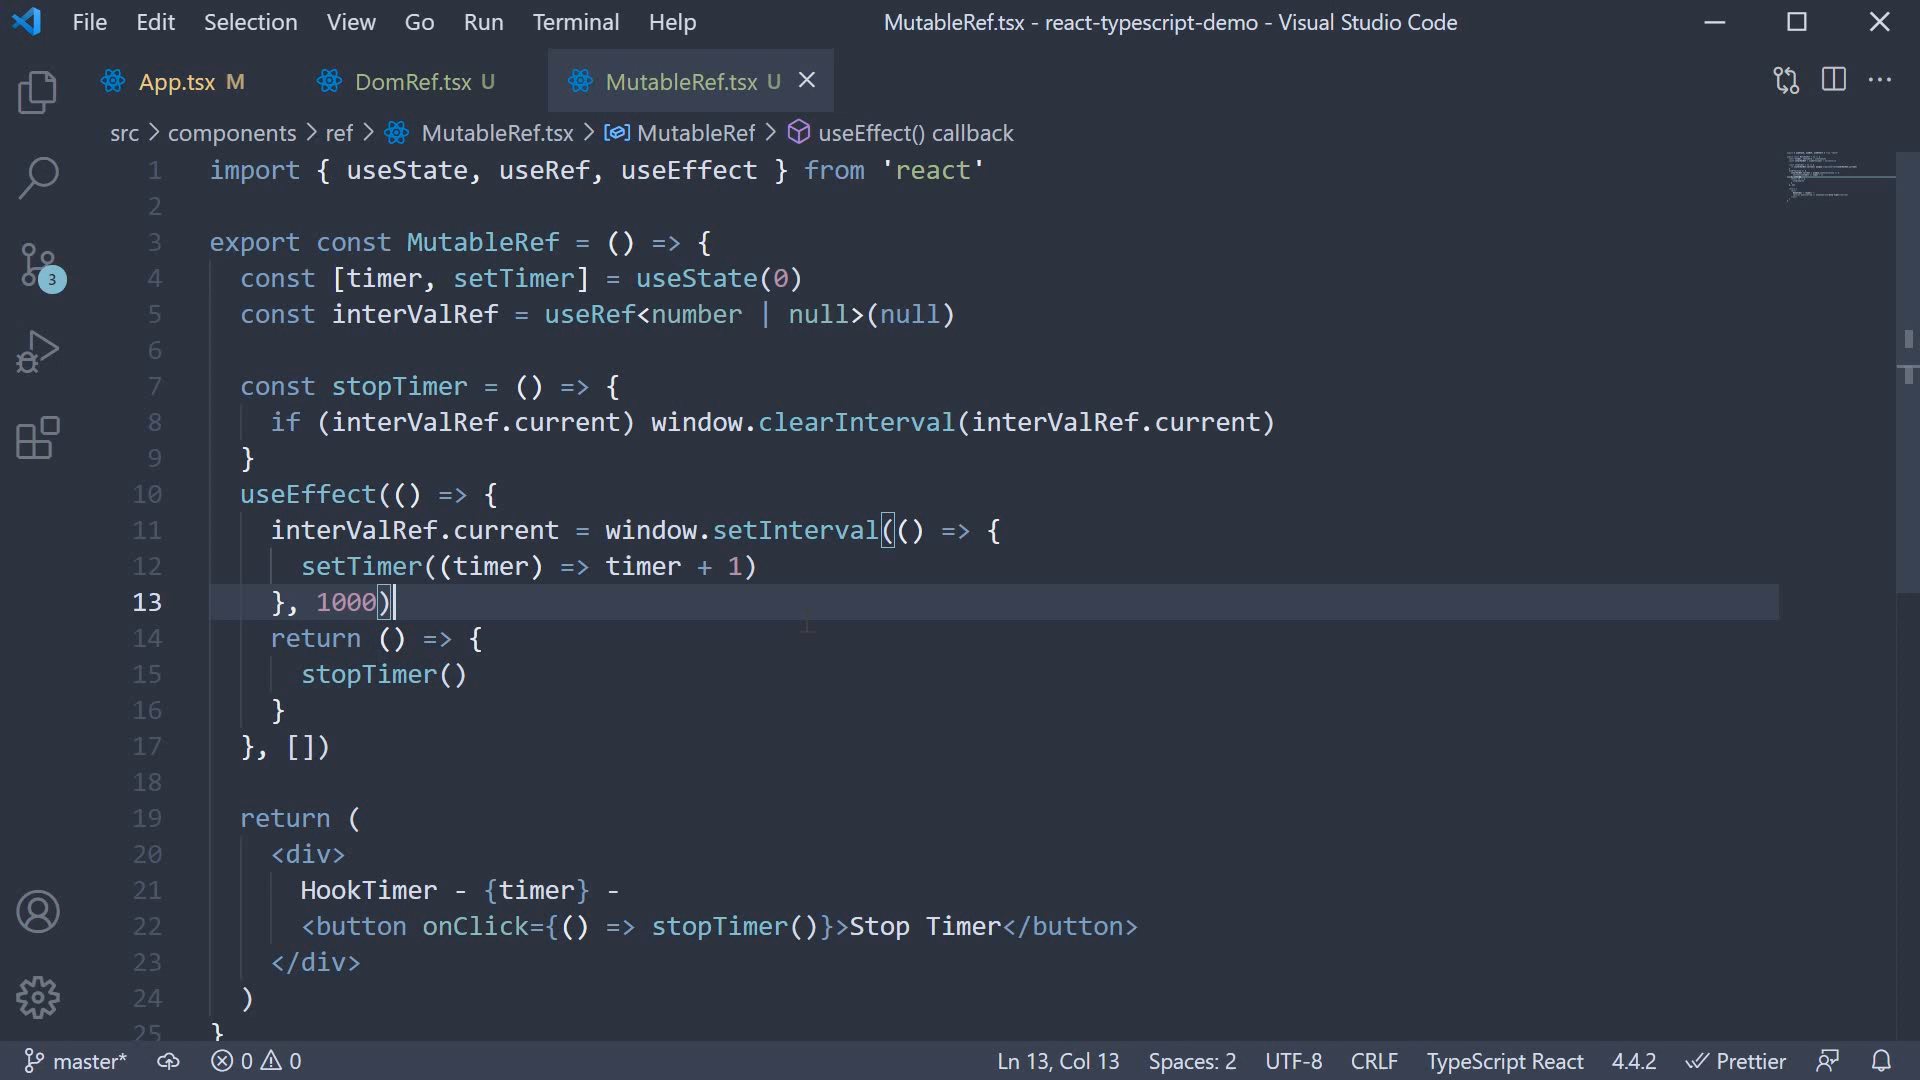 File Edit Selection View Go Run Terminal Help MutableRef.tsx - react-typescript-demo - Visual Studio Code
App.tsx M DomRef.tsx U MutableRef.tsx U
src > components > ref > MutableRef.tsx > MutableRef > useEffect() callback
1 import { useState, useRef, useEffect } from 'react'
2
3 export const MutableRef = () => {
4 const [timer, setTimer] = useState(0)
5 const interValRef = useRef<number | null>(null)
6
7 const stopTimer = () => {
8 if (interValRef.current) window.clearInterval(interValRef.current)
9 }
10 useEffect(() => {
11 interValRef.current = window.setInterval(() => {
12 setTimer((timer) => timer + 1)
13 }, 1000)
14 return () => {
15 stopTimer()
16 }
17 }, [])
18
19 return (
20 <div>
21 HookTimer - {timer} -
22 <button onClick={() => stopTimer()}>Stop Timer</button>
23 </div>
24 )
25 }
3
master* 0 0 Ln 13, Col 13 Spaces: 2 UTF-8 CRLF TypeScript React 4.4.2 Prettier